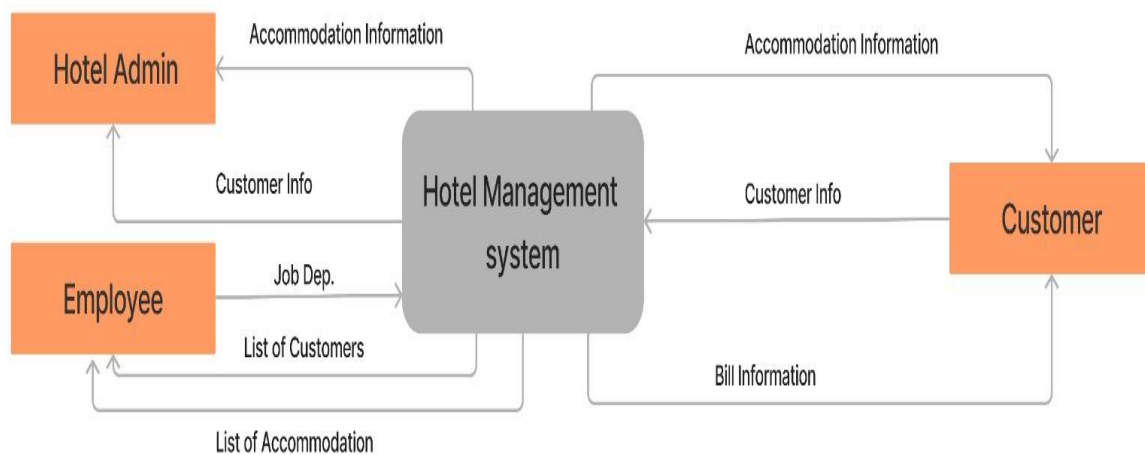 Accommodation Information
Accommodation Information
Hotel Admin
Customer Info
Hotel Management
system
Customer Info
Customer
Employee
Job Dep.
List of Customers
Bill Information
List of Accommodation